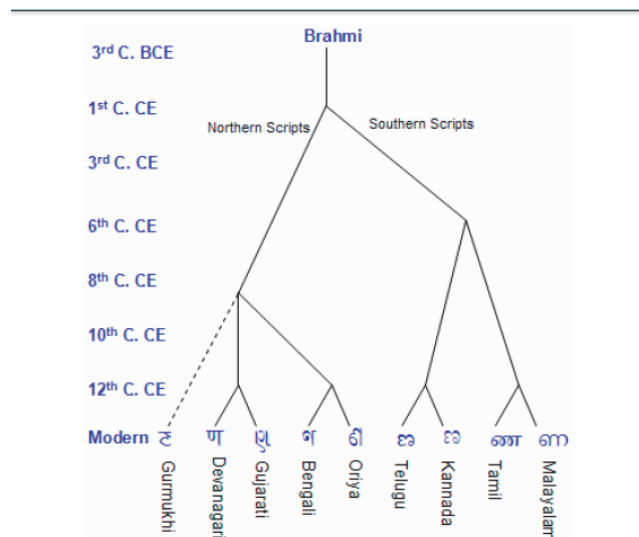 Brahmi
3rd C. BCE
1st C. CE
Northern Scripts
Southern Scripts
3rd C. CE
6th C. CE
8th C. CE
10th C. CE
12th C. CE
Modern ਣ ण ણ ণ ଣ ణ ಣ ண ണ
Gurmukhi
Devanagari
Gujarati
Bengali
Oriya
Telugu
Kannada
Tamil
Malayalam